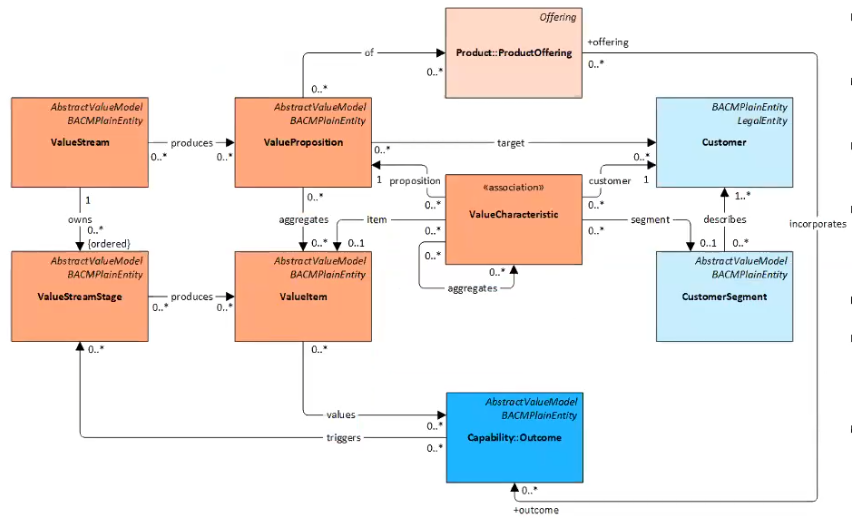 Offering
Product::ProductOffering
+offering
0..*
of
0..*
0..*
AbstractValueModel
BACMPlainEntity
ValueStream
produces
0..*
0..*
AbstractValueModel
BACMPlainEntity
ValueProposition
0..*
target
0..*
BACMPlainEntity
LegalEntity
Customer
1
proposition
0..*
«association»
ValueCharacteristic
customer
0..*
1
1
owns
0..*
{ordered}
0..*
aggregates
0..*
item
0..*
0..1
0..*
aggregates
0..*
segment
0..*
0..1
1..*
describes
0..*
incorporates
AbstractValueModel
BACMPlainEntity
ValueStreamStage
produces
0..*
0..*
AbstractValueModel
BACMPlainEntity
ValueItem
AbstractValueModel
BACMPlainEntity
CustomerSegment
0..*
0..*
values
0..*
triggers
0..*
AbstractValueModel
BACMPlainEntity
Capability::Outcome
0..*
+outcome